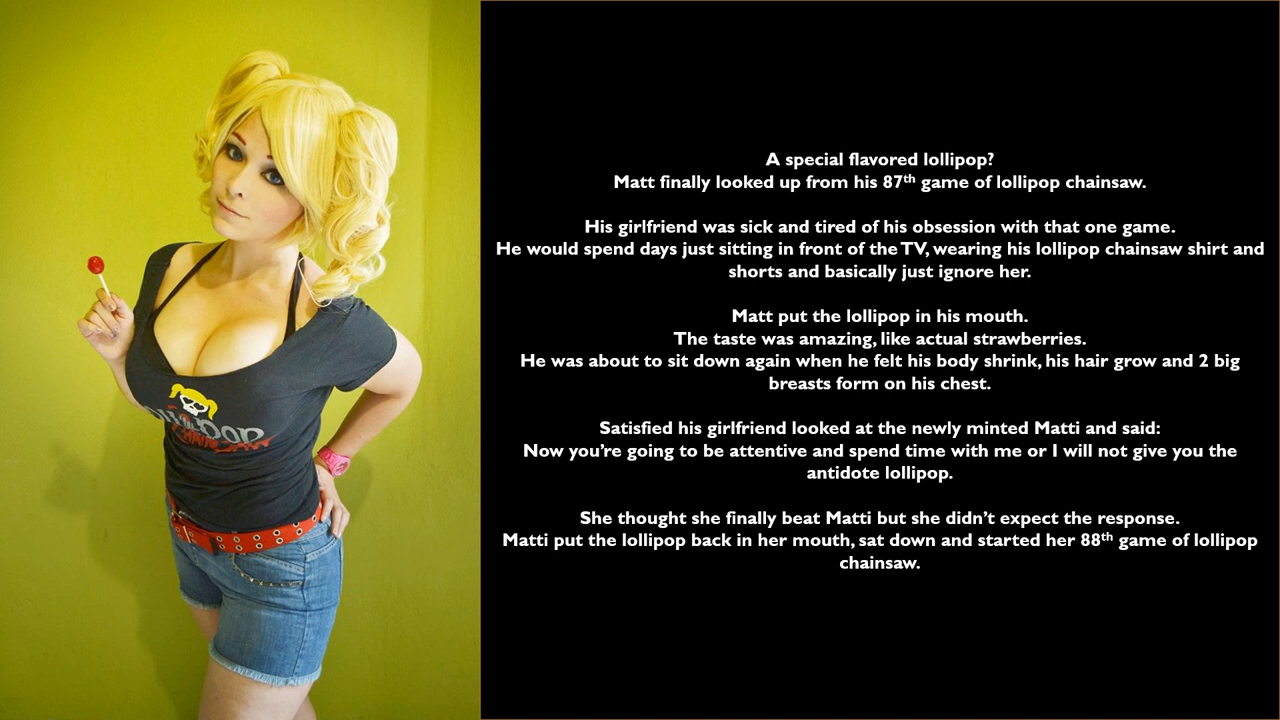 A special flavored lollipop?
Matt finally looked up from his 87th game of lollipop chainsaw.
His girlfriend was sick and tired of his obsession with that one game.
He would spend days just sitting in front of the TV, wearing his lollipop chainsaw shirt and
shorts and basically just ignore her.
Matt put the lollipop in his mouth.
The taste was amazing, like actual strawberries.
He was about to sit down again when he felt his body shrink, his hair grow and 2 big
breasts form on his chest.
Satisfied his girlfriend looked at the newly minted Matti and said:
Now you’re going to be attentive and spend time with me or I will not give you the
antidote lollipop.
She thought she finally beat Matti but she didn’t expect the response.
Matti put the lollipop back in her mouth, sat down and started her 88th game of lollipop
chainsaw.